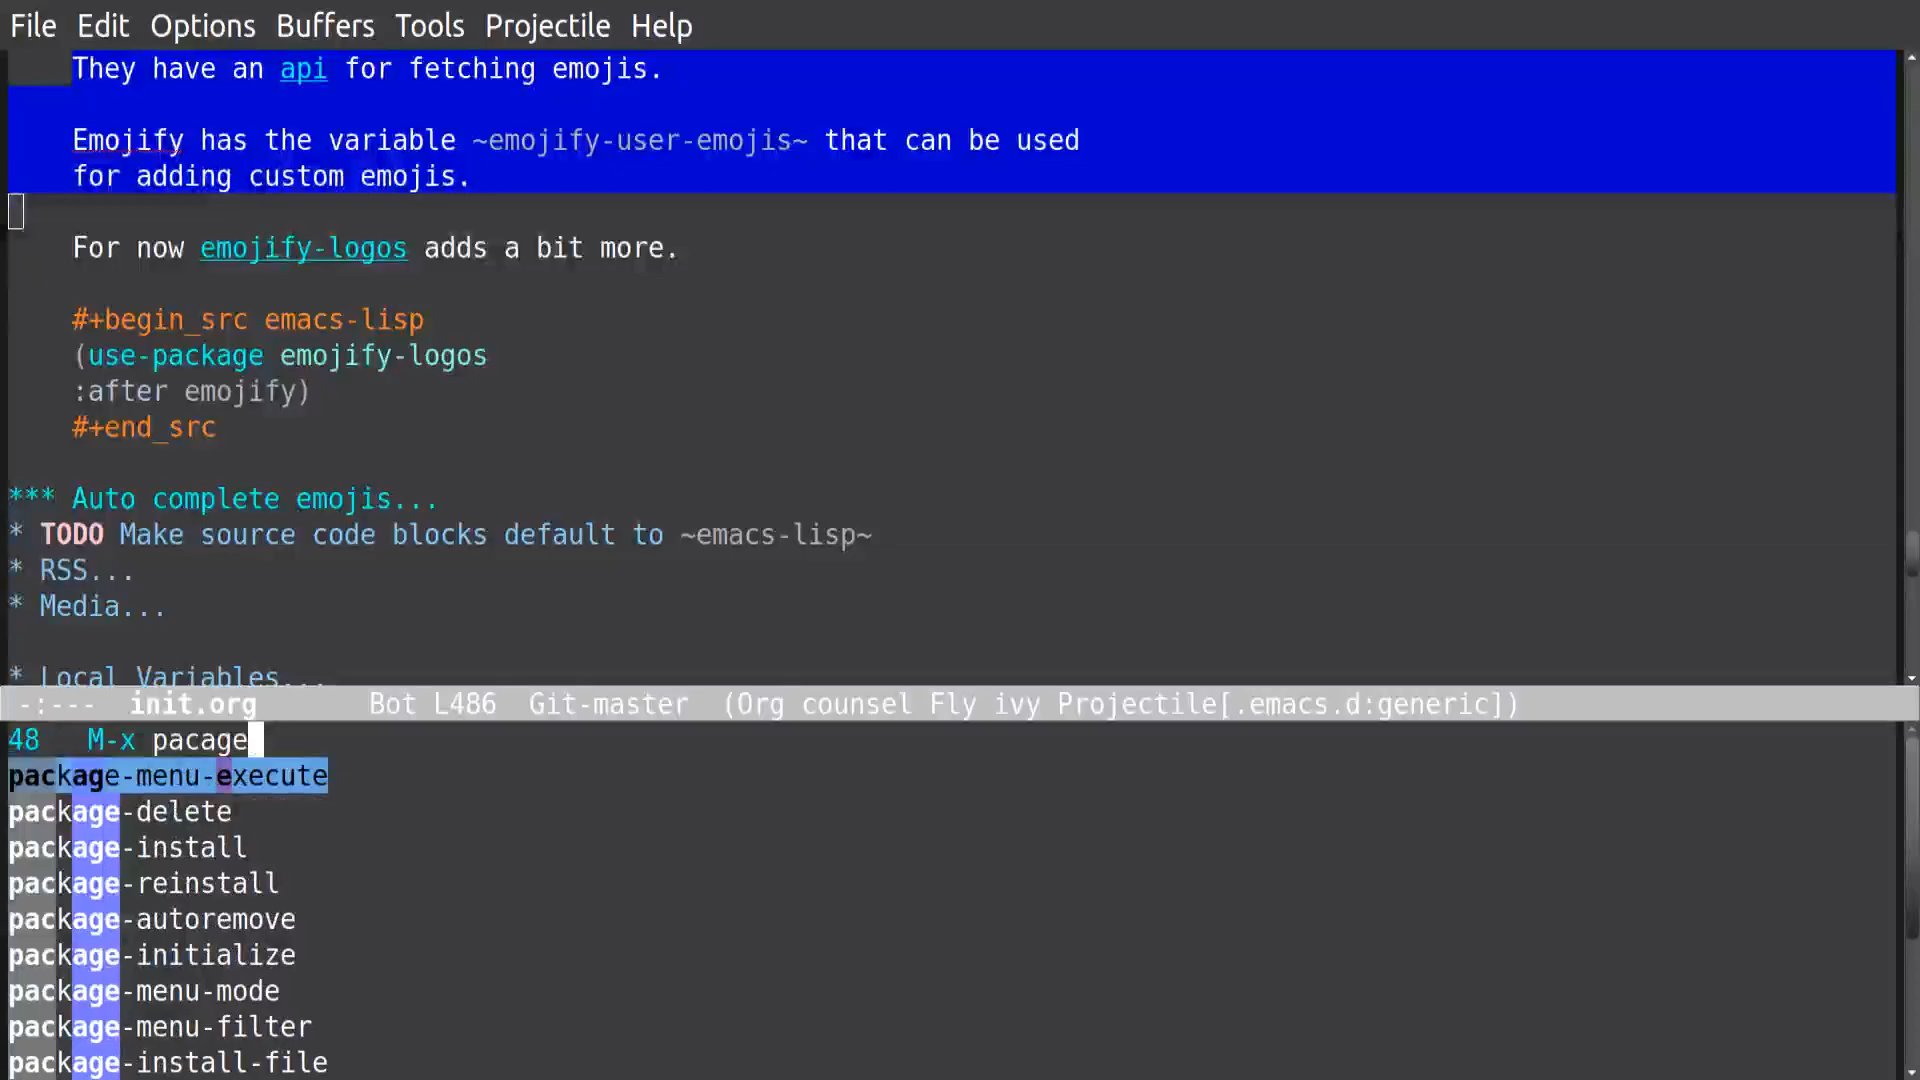 File Edit Options Buffers Tools Projectile Help
They have an api for fetching emojis.
Emojify has the variable ~emojify-user-emojis~ that can be used
for adding custom emojis.
For now emojify-logos adds a bit more.
#+begin_src emacs-lisp
(use-package emojify-logos
:after emojify)
#+end_src
*** Auto complete emojis...
* TODO Make source code blocks default to ~emacs-lisp~
* RSS...
* Media...
* Local Variables...
-:--- init.org Bot L486 Git-master (Org counsel Fly ivy Projectile[.emacs.d:generic])
48 M-x pacage
package-menu-execute
package-delete
package-install
package-reinstall
package-autoremove
package-initialize
package-menu-mode
package-menu-filter
package-install-file